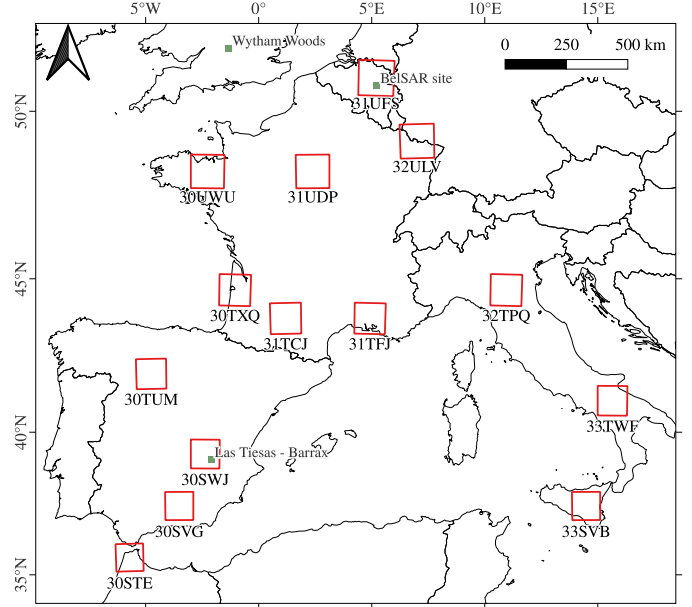 5°W 0° 5°E 10°E 15°E
Wytham Woods
0 250 500 km
BelSAR site
31UFS
50°N
32ULV
30UWU
31UDP
45°N
30TXQ
31TCJ
31TFJ
32TPQ
30TUM
33TWF
40°N
Las Tiesas - Barrax
30SWJ
30SVG
33SVB
30STE
35°N